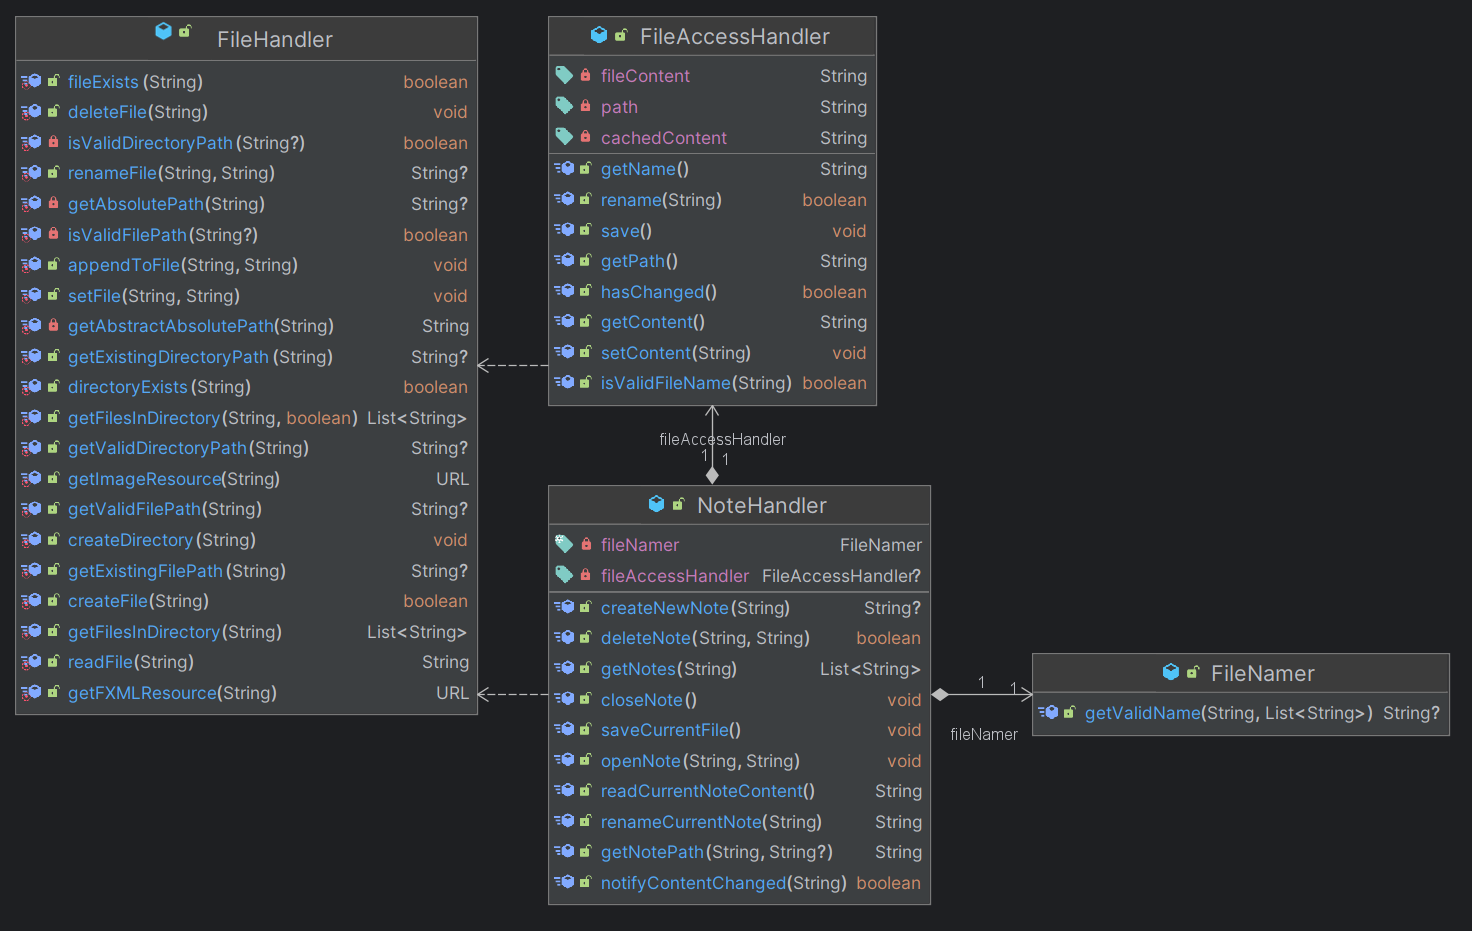 FileHandler
fileExists(String) boolean
deleteFile(String) void
isValidDirectoryPath(String?) boolean
renameFile(String, String) String?
getAbsolutePath(String) String?
isValidFilePath(String?) boolean
appendToFile(String, String) void
setFile(String, String) void
getAbstractAbsolutePath(String) String
getExistingDirectoryPath(String) String?
directoryExists(String) boolean
getFilesInDirectory(String, boolean) List<String>
getValidDirectoryPath(String) String?
getImageResource(String) URL
getValidFilePath(String) String?
createDirectory(String) void
getExistingFilePath(String) String?
createFile(String) boolean
getFilesInDirectory(String) List<String>
readFile(String) String
getFXMLResource(String) URL
FileAccessHandler
fileContent String
path String
cachedContent String
getName() String
rename(String) boolean
save() void
getPath() String
hasChanged() boolean
getContent() String
setContent(String) void
isValidFileName(String) boolean
fileAccessHandler
1 1
NoteHandler
fileNamer FileNamer
fileAccessHandler FileAccessHandler?
createNewNote(String) String?
deleteNote(String, String) boolean
getNotes(String) List<String>
closeNote() void
saveCurrentFile() void
openNote(String, String) void
readCurrentNoteContent() String
renameCurrentNote(String) String
getNotePath(String, String?) String
notifyContentChanged(String) boolean
1 1
fileNamer
FileNamer
getValidName(String, List<String>) String?